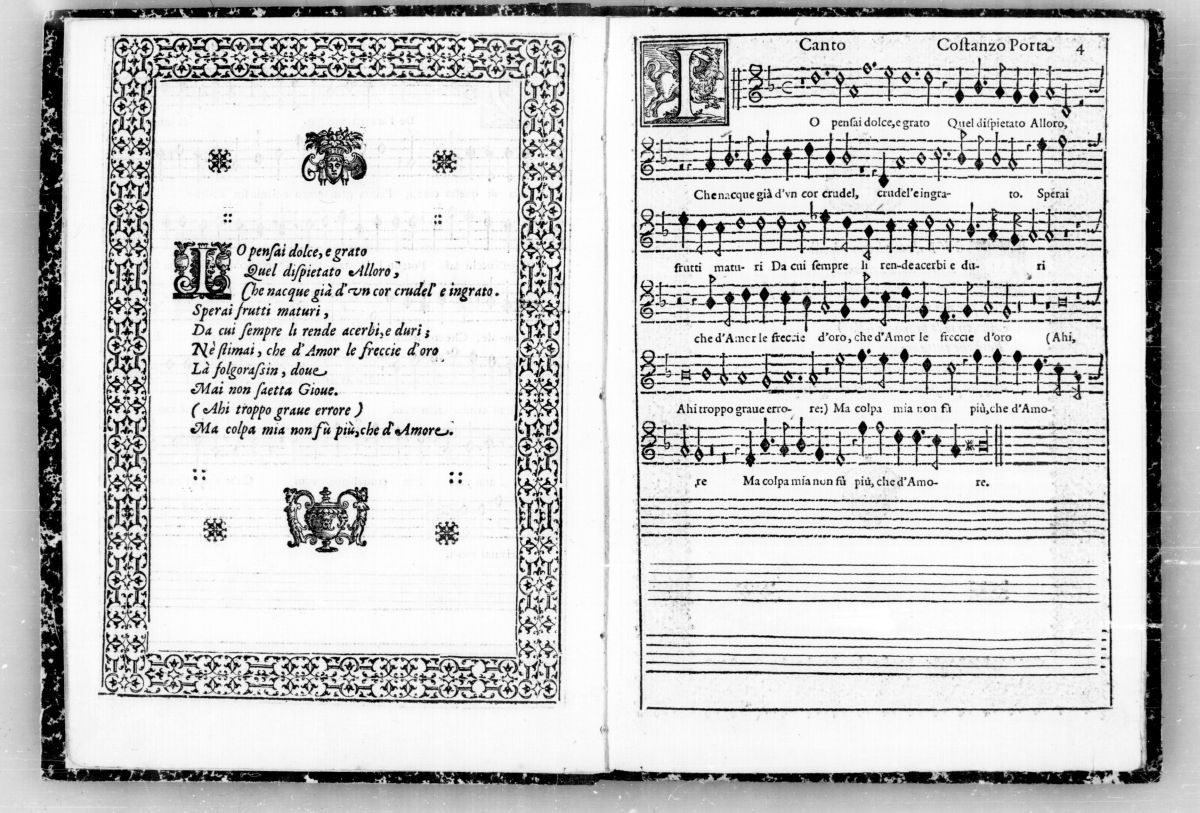 IO pensai dolce, e grato
Quel dispietato Alloro,
Che nacque già d'vn cor crudel' e ingrato.
Sperai frutti maturi,
Da cui sempre li rende acerbi, e duri;
Nè stimai, che d'Amor le freccie d'oro
Là folgorassin, doue
Mai non saetta Gioue.
(Ahi troppo graue errore)
Ma colpa mia non fù più, che d'Amore.
Canto Costanzo Porta 4
IO pensai dolce, e grato Quel dispietato Alloro,
Che nacque già d'vn cor crudel, crudel' e ingra- to. Sperai
frutti matu- ri Da cui sempre li rende acerbi e du- ri
che d'Amor le freccie d'oro, che d'Amor le freccie d'oro (Ahi,
Ahi troppo graue erro- re:) Ma colpa mia non fù più, che d'Amo-
re Ma colpa mia non fù più, che d'Amo- re.